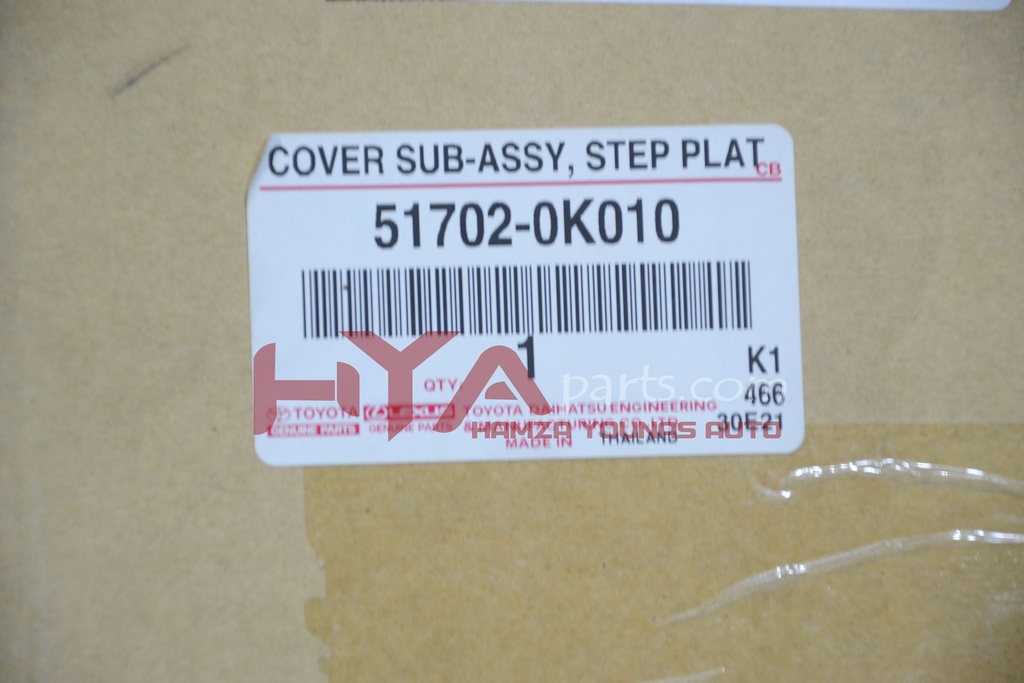 COVER SUB-ASSY, STEP PLAT
CB
51702-0K010
1
QTY
K1
466
30E21
TOYOTA
GENUINE PARTS
LEXUS
GENUINE PARTS
TOYOTA DAIHATSU ENGINEERING
MADE IN THAILAND
HYA parts.com
HAMZA YOUNAS AUTO